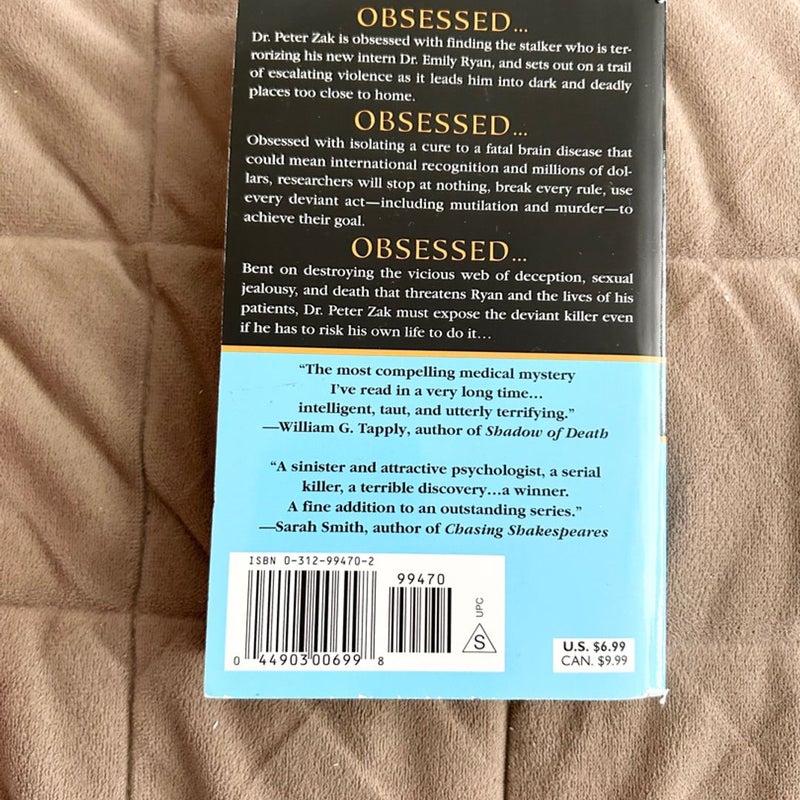 OBSESSED...
Dr. Peter Zak is obsessed with finding the stalker who is ter-
rorizing his new intern Dr. Emily Ryan, and sets out on a trail
of escalating violence as it leads him into dark and deadly
places too close to home.
OBSESSED...
Obsessed with isolating a cure to a fatal brain disease that
could mean international recognition and millions of dol-
lars, researchers will stop at nothing, break every rule, use
every deviant act—including mutilation and murder—to
achieve their goal.
OBSESSED...
Bent on destroying the vicious web of deception, sexual
jealousy, and death that threatens Ryan and the lives of his
patients, Dr. Peter Zak must expose the deviant killer even
if he has to risk his own life to do it...
“The most compelling medical mystery
I’ve read in a very long time...
intelligent, taut, and utterly terrifying.”
—William G. Tapply, author of Shadow of Death
“A sinister and attractive psychologist, a serial
killer, a terrible discovery...a winner.
A fine addition to an outstanding series.”
—Sarah Smith, author of Chasing Shakespeares
ISBN 0-312-99470-2
99470
0 44903 00699 8
S UPC
U.S. $6.99
CAN. $9.99